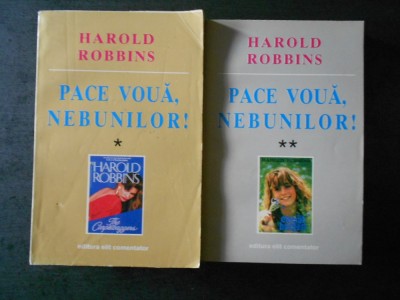 HAROLD
ROBBINS
PACE VOUĂ,
NEBUNILOR!
*
HAROLD
ROBBINS
The
Carpetbaggers
editura elit comentator
HAROLD
ROBBINS
PACE VOUĂ,
NEBUNILOR!
**
editura elit comentator